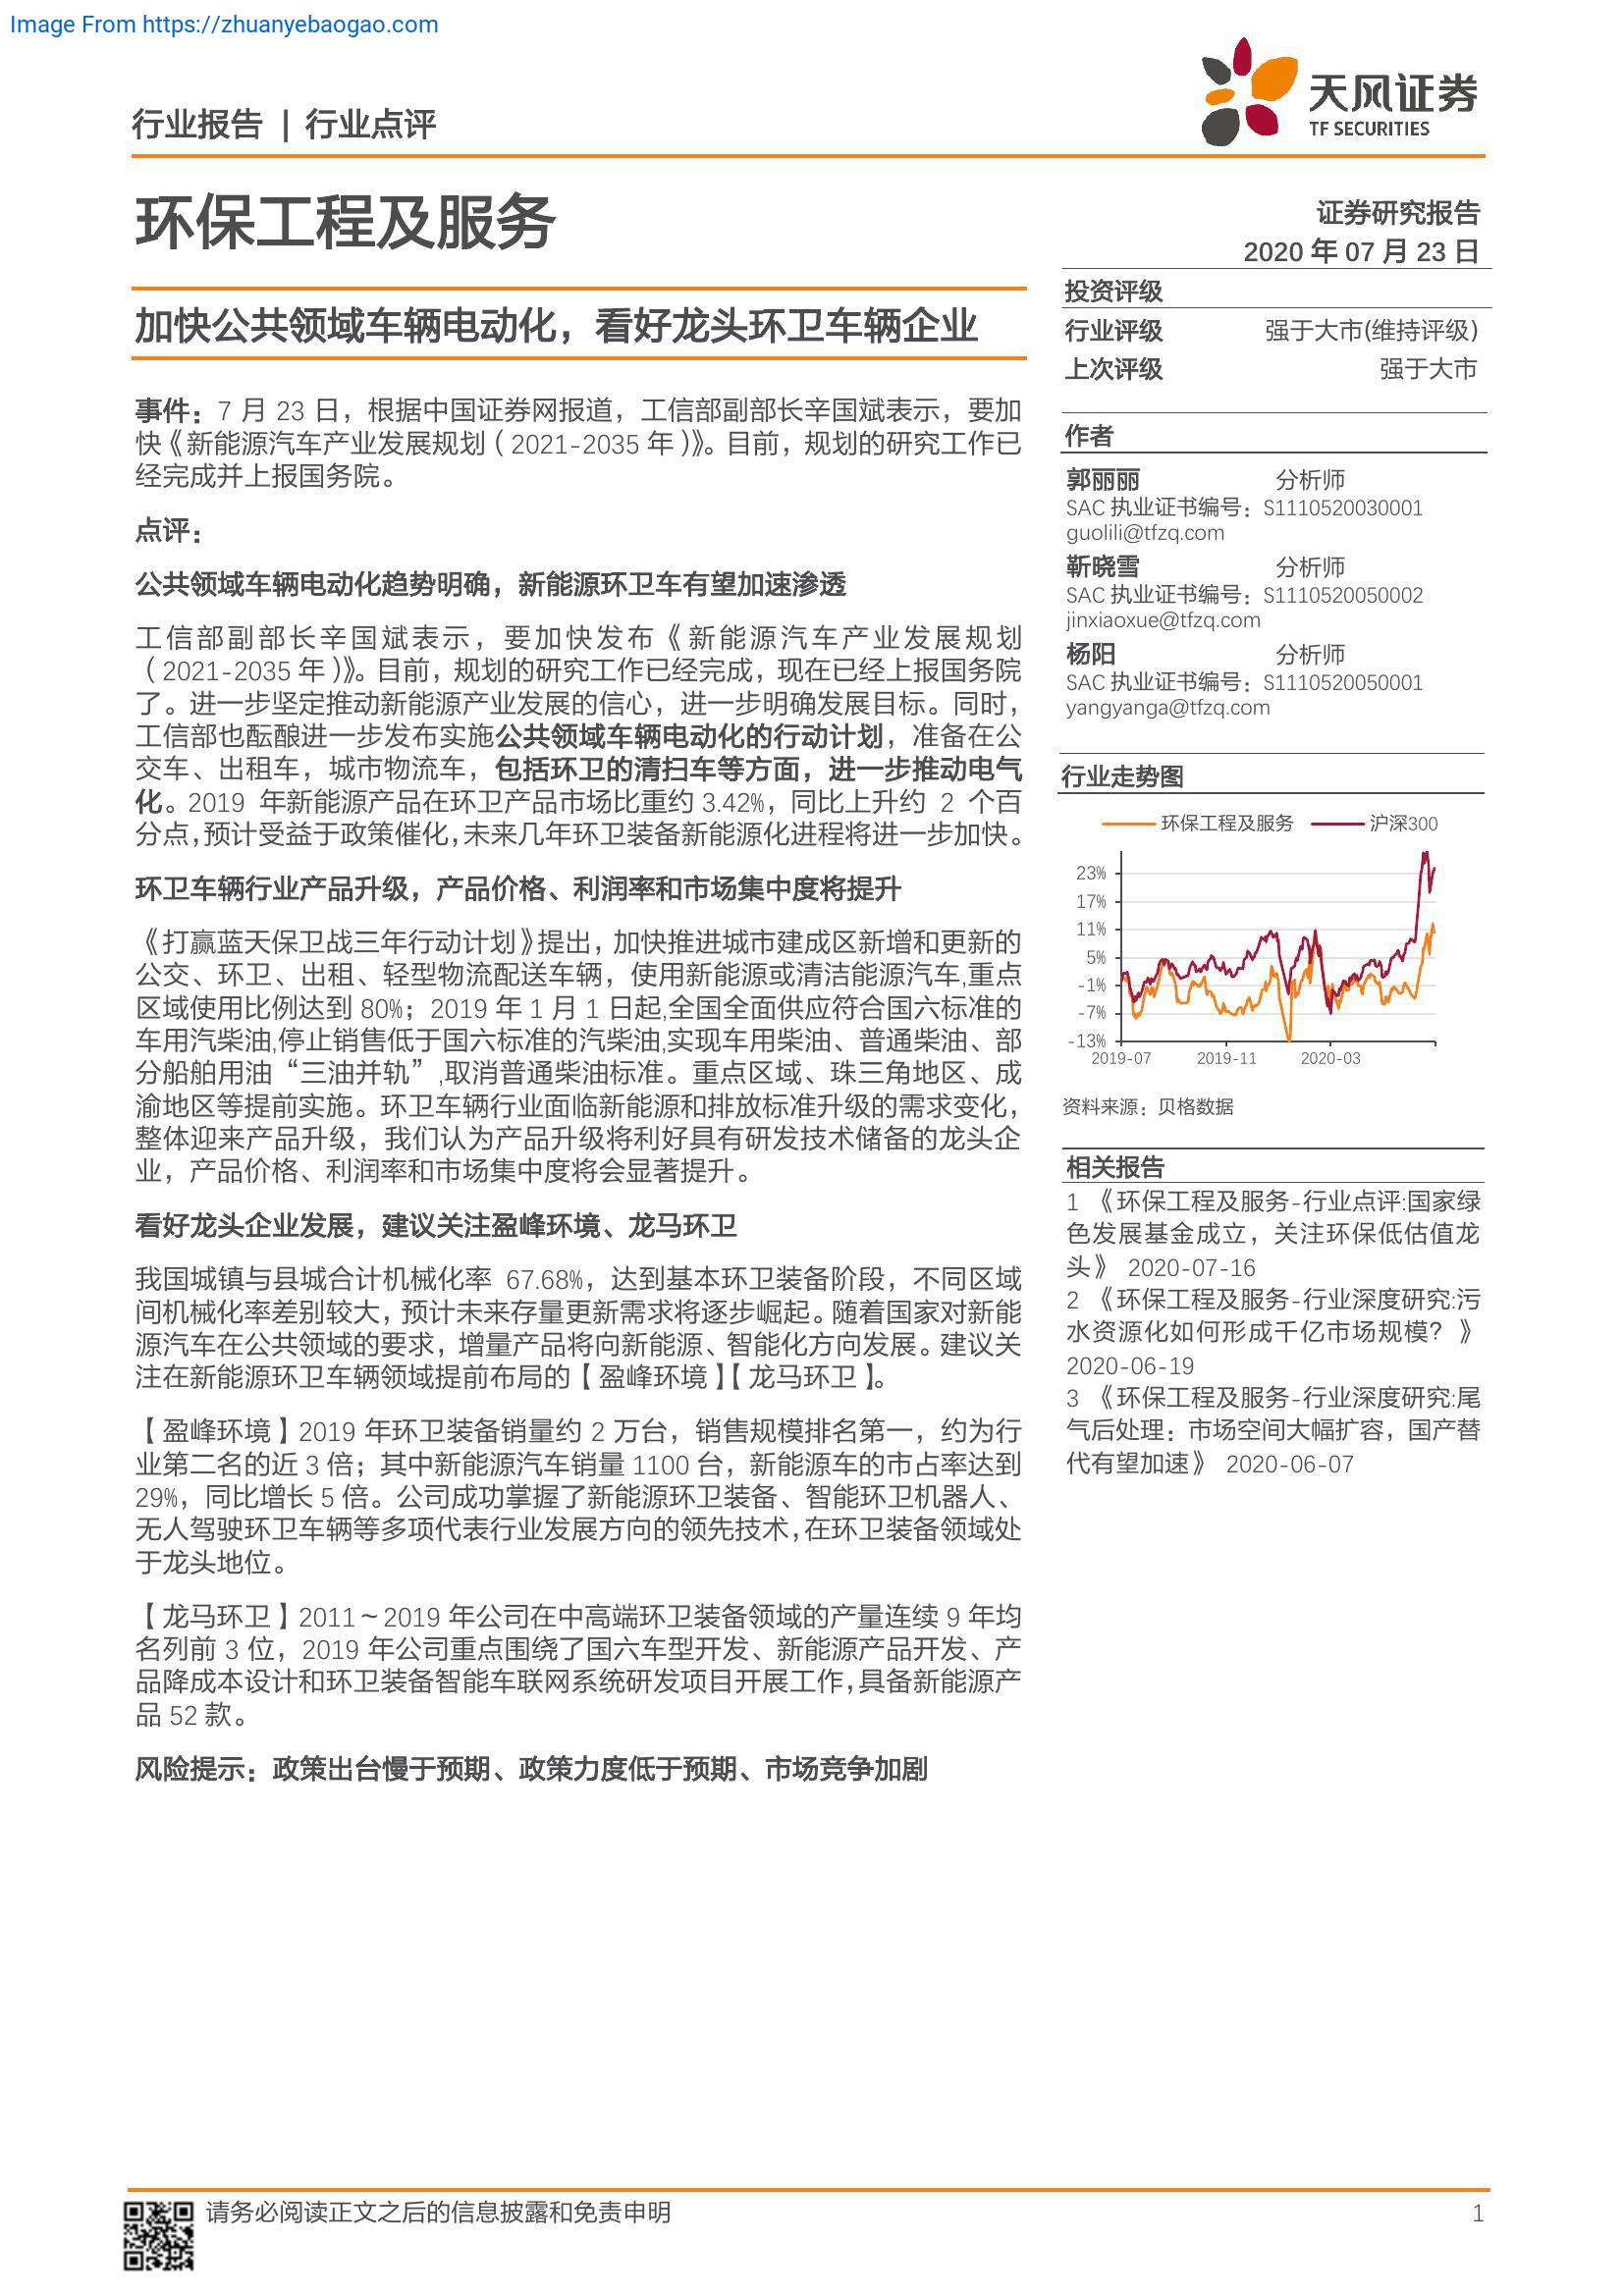 Image From https://zhuanyebaogao.com
行业报告 | 行业点评
天风证券
TF SECURITIES
环保工程及服务
证券研究报告
2020 年 07 月 23 日
加快公共领域车辆电动化，看好龙头环卫车辆企业
事件：7 月 23 日，根据中国证券网报道，工信部副部长辛国斌表示，要加
快《新能源汽车产业发展规划（2021-2035 年）》。目前，规划的研究工作已
经完成并上报国务院。
点评：
公共领域车辆电动化趋势明确，新能源环卫车有望加速渗透
工信部副部长辛国斌表示，要加快发布《新能源汽车产业发展规划
（2021-2035 年）》。目前，规划的研究工作已经完成，现在已经上报国务院
了。进一步坚定推动新能源产业发展的信心，进一步明确发展目标。同时，
工信部也酝酿进一步发布实施公共领域车辆电动化的行动计划，准备在公
交车、出租车，城市物流车，包括环卫的清扫车等方面，进一步推动电气
化。2019 年新能源产品在环卫产品市场比重约 3.42%，同比上升约 2 个百
分点,预计受益于政策催化,未来几年环卫装备新能源化进程将进一步加快。
环卫车辆行业产品升级，产品价格、利润率和市场集中度将提升
《打赢蓝天保卫战三年行动计划》提出，加快推进城市建成区新增和更新的
公交、环卫、出租、轻型物流配送车辆，使用新能源或清洁能源汽车,重点
区域使用比例达到 80%；2019 年 1 月 1 日起,全国全面供应符合国六标准的
车用汽柴油,停止销售低于国六标准的汽柴油,实现车用柴油、普通柴油、部
分船舶用油“三油并轨”,取消普通柴油标准。重点区域、珠三角地区、成
渝地区等提前实施。环卫车辆行业面临新能源和排放标准升级的需求变化，
整体迎来产品升级，我们认为产品升级将利好具有研发技术储备的龙头企
业，产品价格、利润率和市场集中度将会显著提升。
看好龙头企业发展，建议关注盈峰环境、龙马环卫
我国城镇与县城合计机械化率 67.68%，达到基本环卫装备阶段，不同区域
间机械化率差别较大，预计未来存量更新需求将逐步崛起。随着国家对新能
源汽车在公共领域的要求，增量产品将向新能源、智能化方向发展。建议关
注在新能源环卫车辆领域提前布局的【盈峰环境】【龙马环卫】。
【盈峰环境】2019 年环卫装备销量约 2 万台，销售规模排名第一，约为行
业第二名的近 3 倍；其中新能源汽车销量 1100 台，新能源车的市占率达到
29%，同比增长 5 倍。公司成功掌握了新能源环卫装备、智能环卫机器人、
无人驾驶环卫车辆等多项代表行业发展方向的领先技术,在环卫装备领域处
于龙头地位。
【龙马环卫】2011～2019 年公司在中高端环卫装备领域的产量连续 9 年均
名列前 3 位，2019 年公司重点围绕了国六车型开发、新能源产品开发、产
品降成本设计和环卫装备智能车联网系统研发项目开展工作,具备新能源产
品 52 款。
风险提示：政策出台慢于预期、政策力度低于预期、市场竞争加剧
投资评级
行业评级 强于大市(维持评级)
上次评级 强于大市
作者
郭丽丽 分析师
SAC 执业证书编号：S1110520030001
guolili@tfzq.com
靳晓雪 分析师
SAC 执业证书编号：S1110520050002
jinxiaoxue@tfzq.com
杨阳 分析师
SAC 执业证书编号：S1110520050001
yangyanga@tfzq.com
行业走势图
环保工程及服务 沪深300
23%
17%
11%
5%
-1%
-7%
-13%
2019-07 2019-11 2020-03
资料来源：贝格数据
相关报告
1 《环保工程及服务-行业点评:国家绿
色发展基金成立，关注环保低估值龙
头》 2020-07-16
2 《环保工程及服务-行业深度研究:污
水资源化如何形成千亿市场规模？》
2020-06-19
3 《环保工程及服务-行业深度研究:尾
气后处理：市场空间大幅扩容，国产替
代有望加速》 2020-06-07
请务必阅读正文之后的信息披露和免责申明
1